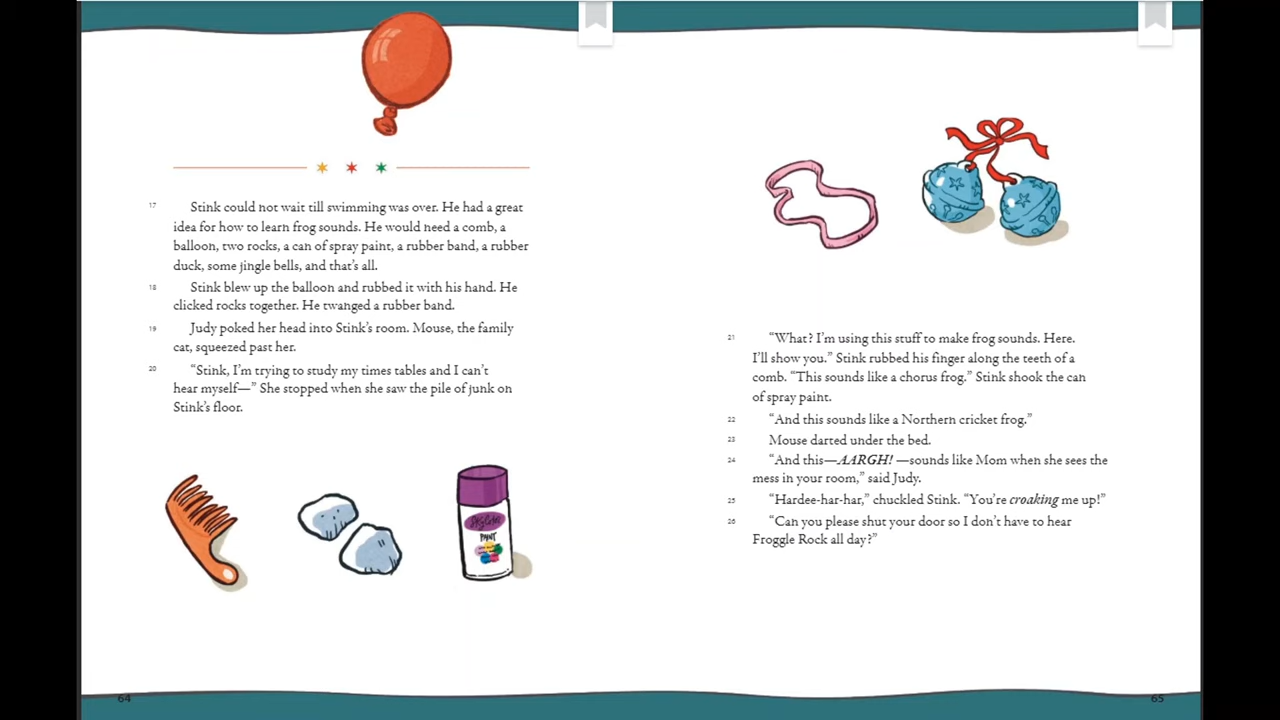 17 Stink could not wait till swimming was over. He had a great
idea for how to learn frog sounds. He would need a comb, a
balloon, two rocks, a can of spray paint, a rubber band, a rubber
duck, some jingle bells, and that’s all.
18 Stink blew up the balloon and rubbed it with his hand. He
clicked rocks together. He twanged a rubber band.
19 Judy poked her head into Stink’s room. Mouse, the family
cat, squeezed past her.
20 “Stink, I’m trying to study my times tables and I can’t
hear myself—” She stopped when she saw the pile of junk on
Stink’s floor.
PAINT
64
21 “What? I’m using this stuff to make frog sounds. Here.
I’ll show you.” Stink rubbed his finger along the teeth of a
comb. “This sounds like a chorus frog.” Stink shook the can
of spray paint.
22 “And this sounds like a Northern cricket frog.”
23 Mouse darted under the bed.
24 “And this—AARGH! —sounds like Mom when she sees the
mess in your room,” said Judy.
25 “Hardee-har-har,” chuckled Stink. “You’re croaking me up!”
26 “Can you please shut your door so I don’t have to hear
Froggle Rock all day?”
65